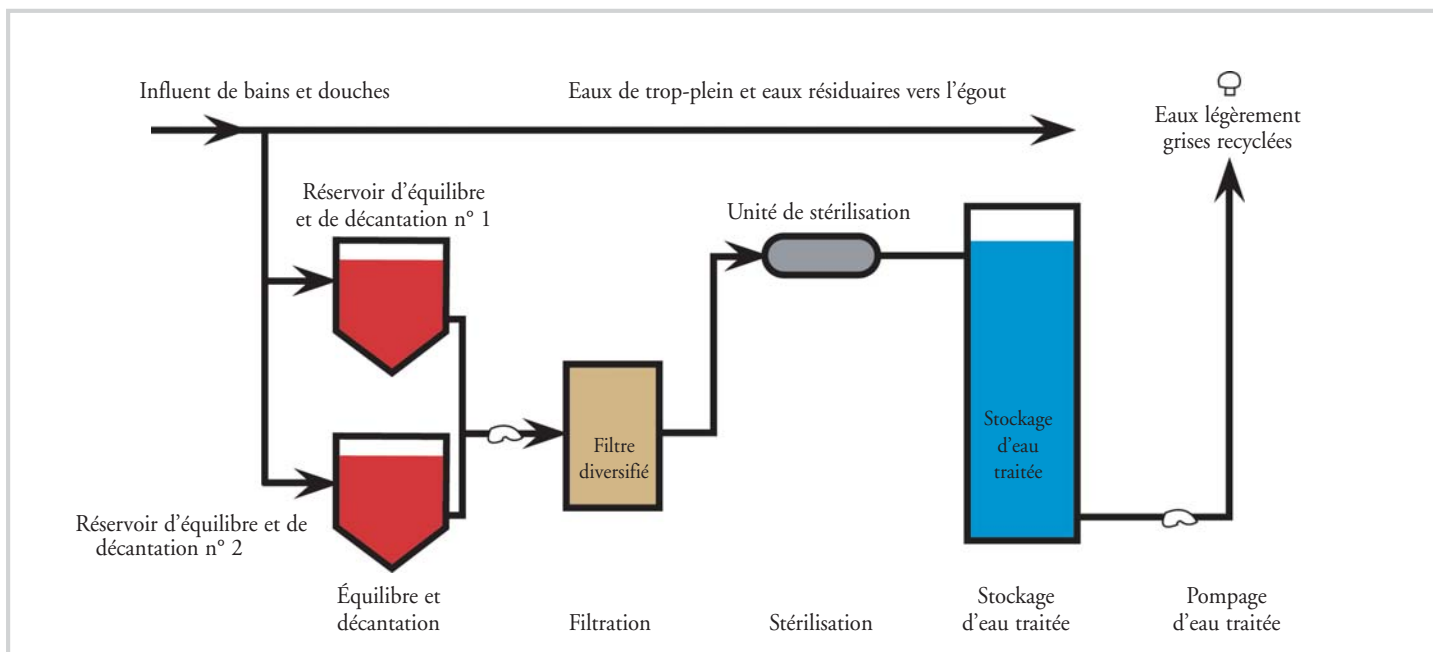 Influent de bains et douches
Eaux de trop-plein et eaux résiduaires vers l’égout
Eaux légèrement
grises recyclées
Réservoir d’équilibre
et de décantation n° 1
Unité de stérilisation
Filtre
diversifié
Stockage
d’eau
traitée
Réservoir d’équilibre et de
décantation n° 2
Équilibre et
décantation
Filtration
Stérilisation
Stockage
d’eau traitée
Pompage
d’eau traitée